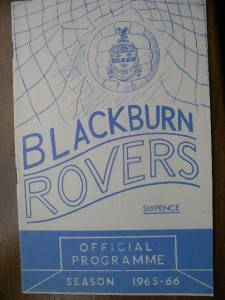 BLACKBURN
ROVERS
SIXPENCE
OFFICIAL
PROGRAMME
SEASON 1965-66